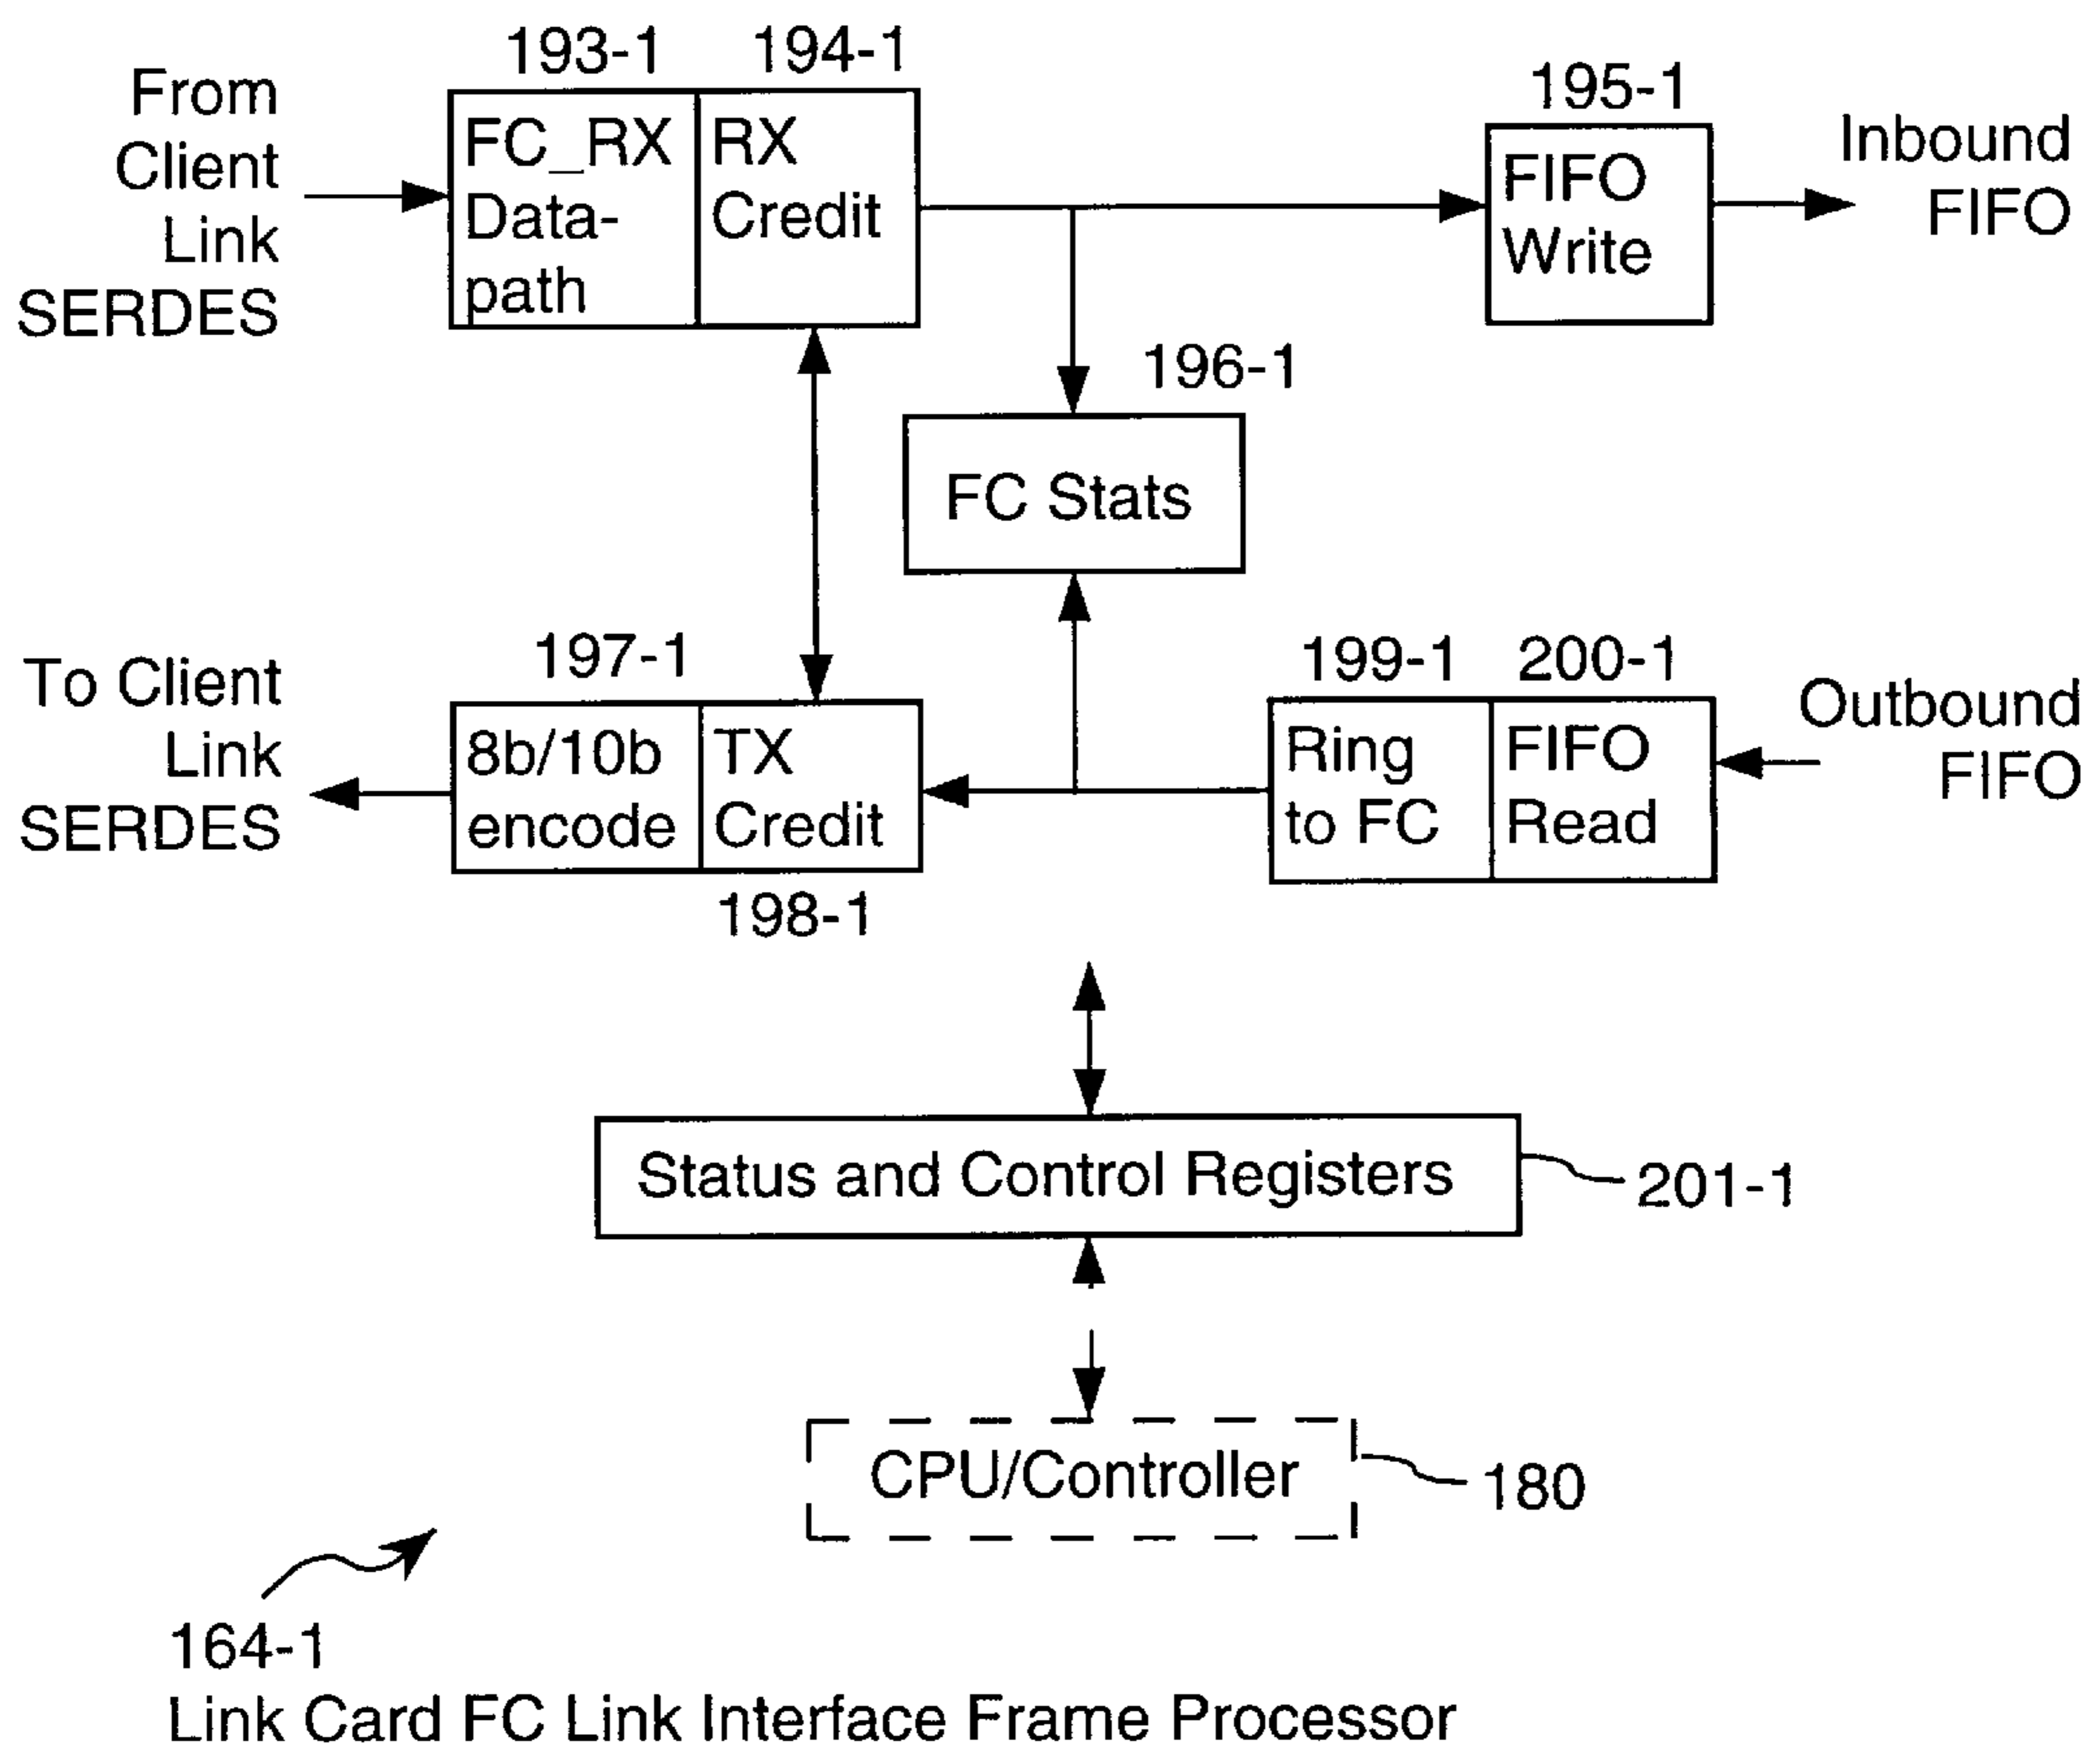 193-1
194-1
From
Client
Link
SERDES
FC_RX
Data-
path
RX
Credit
195-1
FIFO
Write
Inbound
FIFO
196-1
FC Stats
To Client
Link
SERDES
197-1
8b/10b
encode
TX
Credit
198-1
199-1
200-1
Ring
to FC
FIFO
Read
Outbound
FIFO
Status and Control Registers
201-1
CPU/Controller
180
164-1
Link Card FC Link Interface Frame Processor